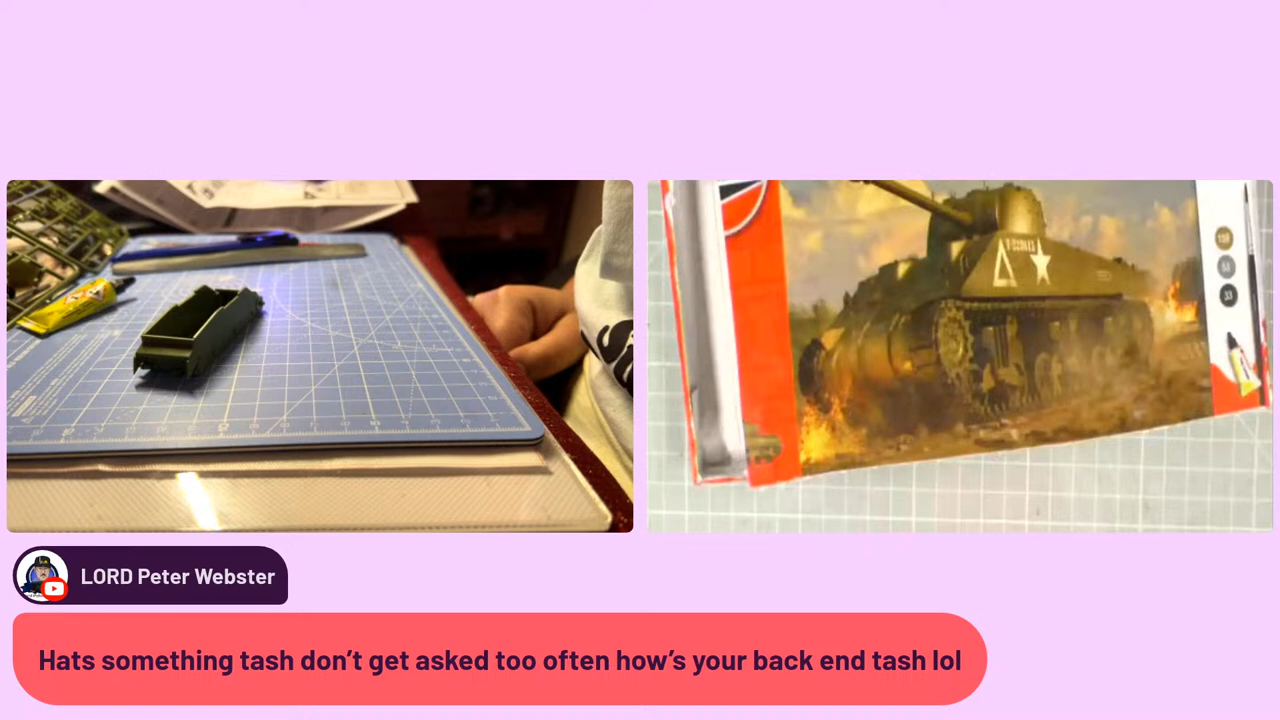 LORD Peter Webster
Hats something tash don’t get asked too often how’s your back end tash lol